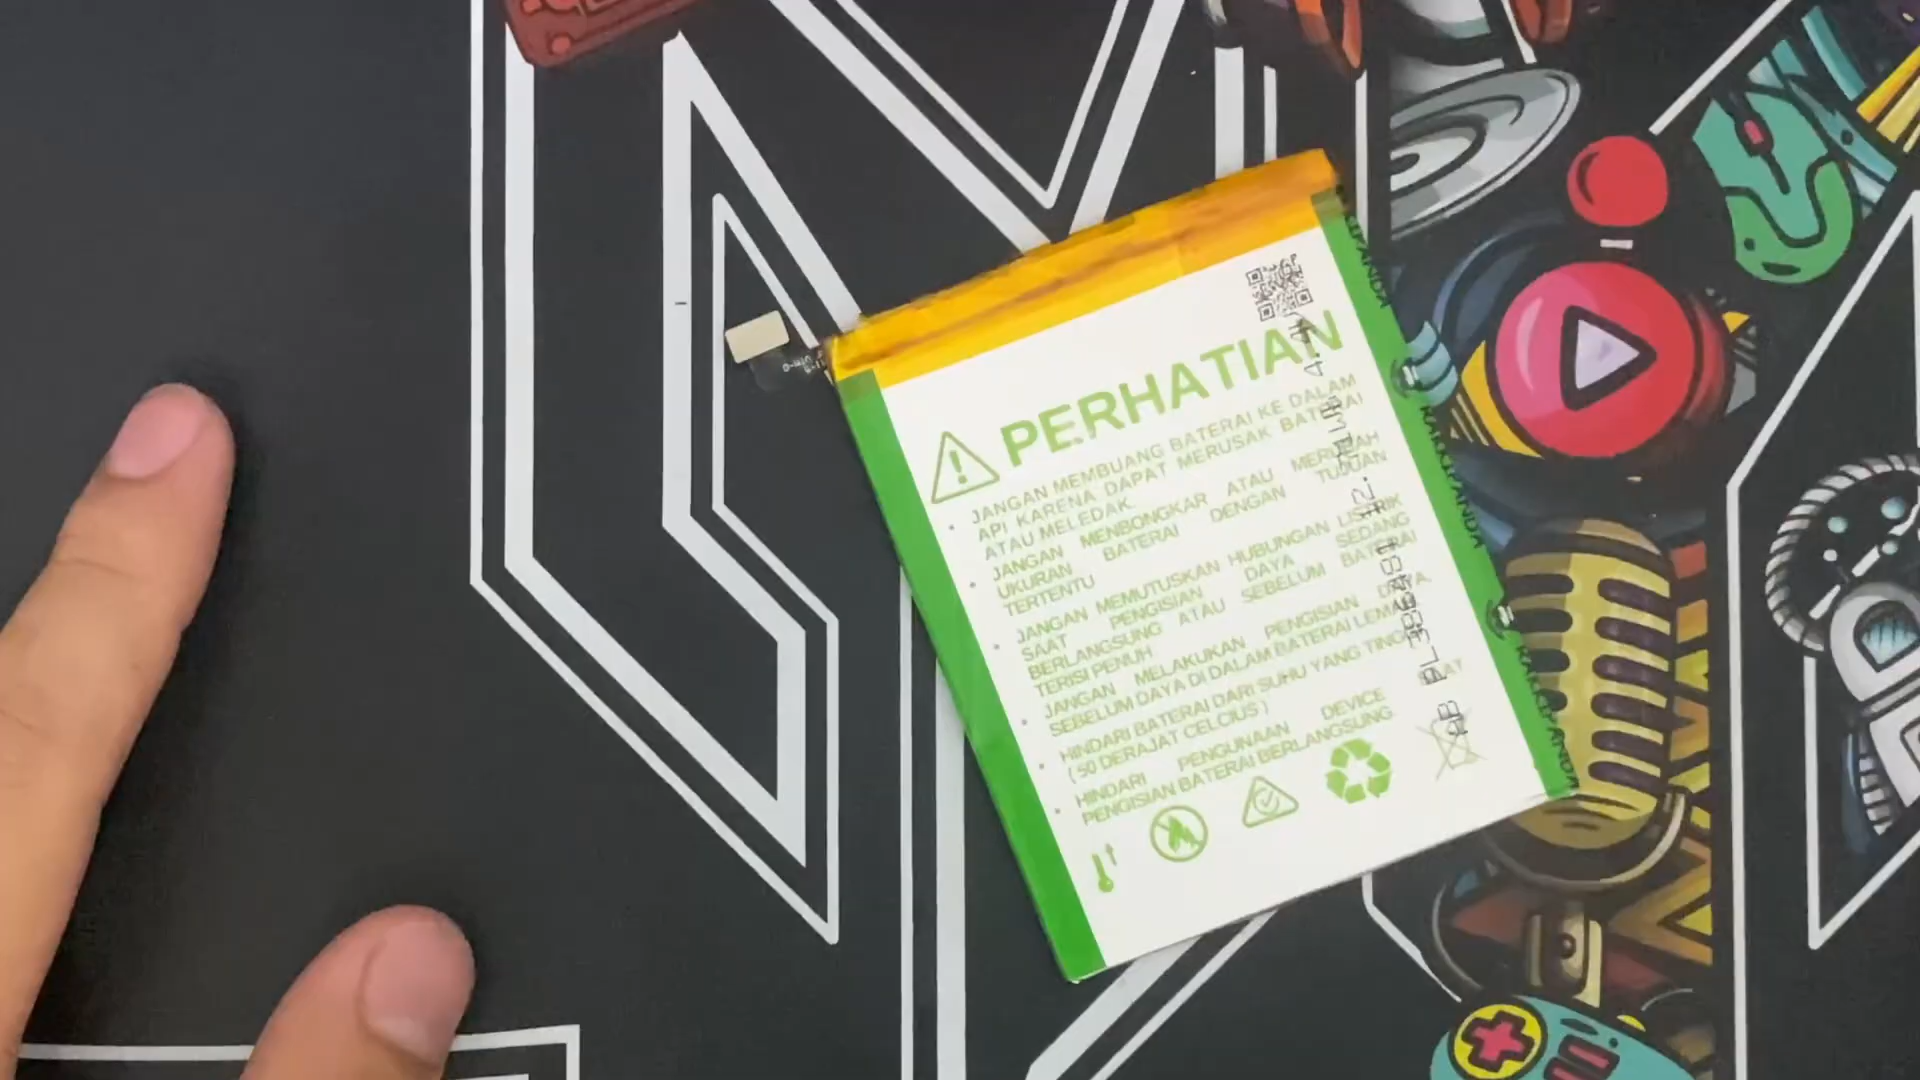 PERHATIAN
JANGAN MEMBUANG BATERAI KE DALAM
API KARENA DAPAT MERUSAK BATERAI
ATAU MELEDAK.
JANGAN MENBONGKAR ATAU MERUBAH
UKURAN BATERAI DENGAN TUJUAN
TERTENTU
JANGAN MEMUTUSKAN HUBUNGAN LISTRIK
SAAT PENGISIAN DAYA SEDANG
BERLANGSUNG ATAU SEBELUM BATERAI
TERISI PENUH
JANGAN MELAKUKAN PENGISIAN DAYA,
SEBELUM DAYA DI DALAM BATERAI LEMAH
HINDARI BATERAI DARI SUHU YANG TINGGI
( 50 DERAJAT CELCIUS )
HINDARI PENGUNAAN DEVICE SAAT
PENGISIAN BATERAI BERLANGSUNG
RAKKIPANDA
RAKKIPANDA